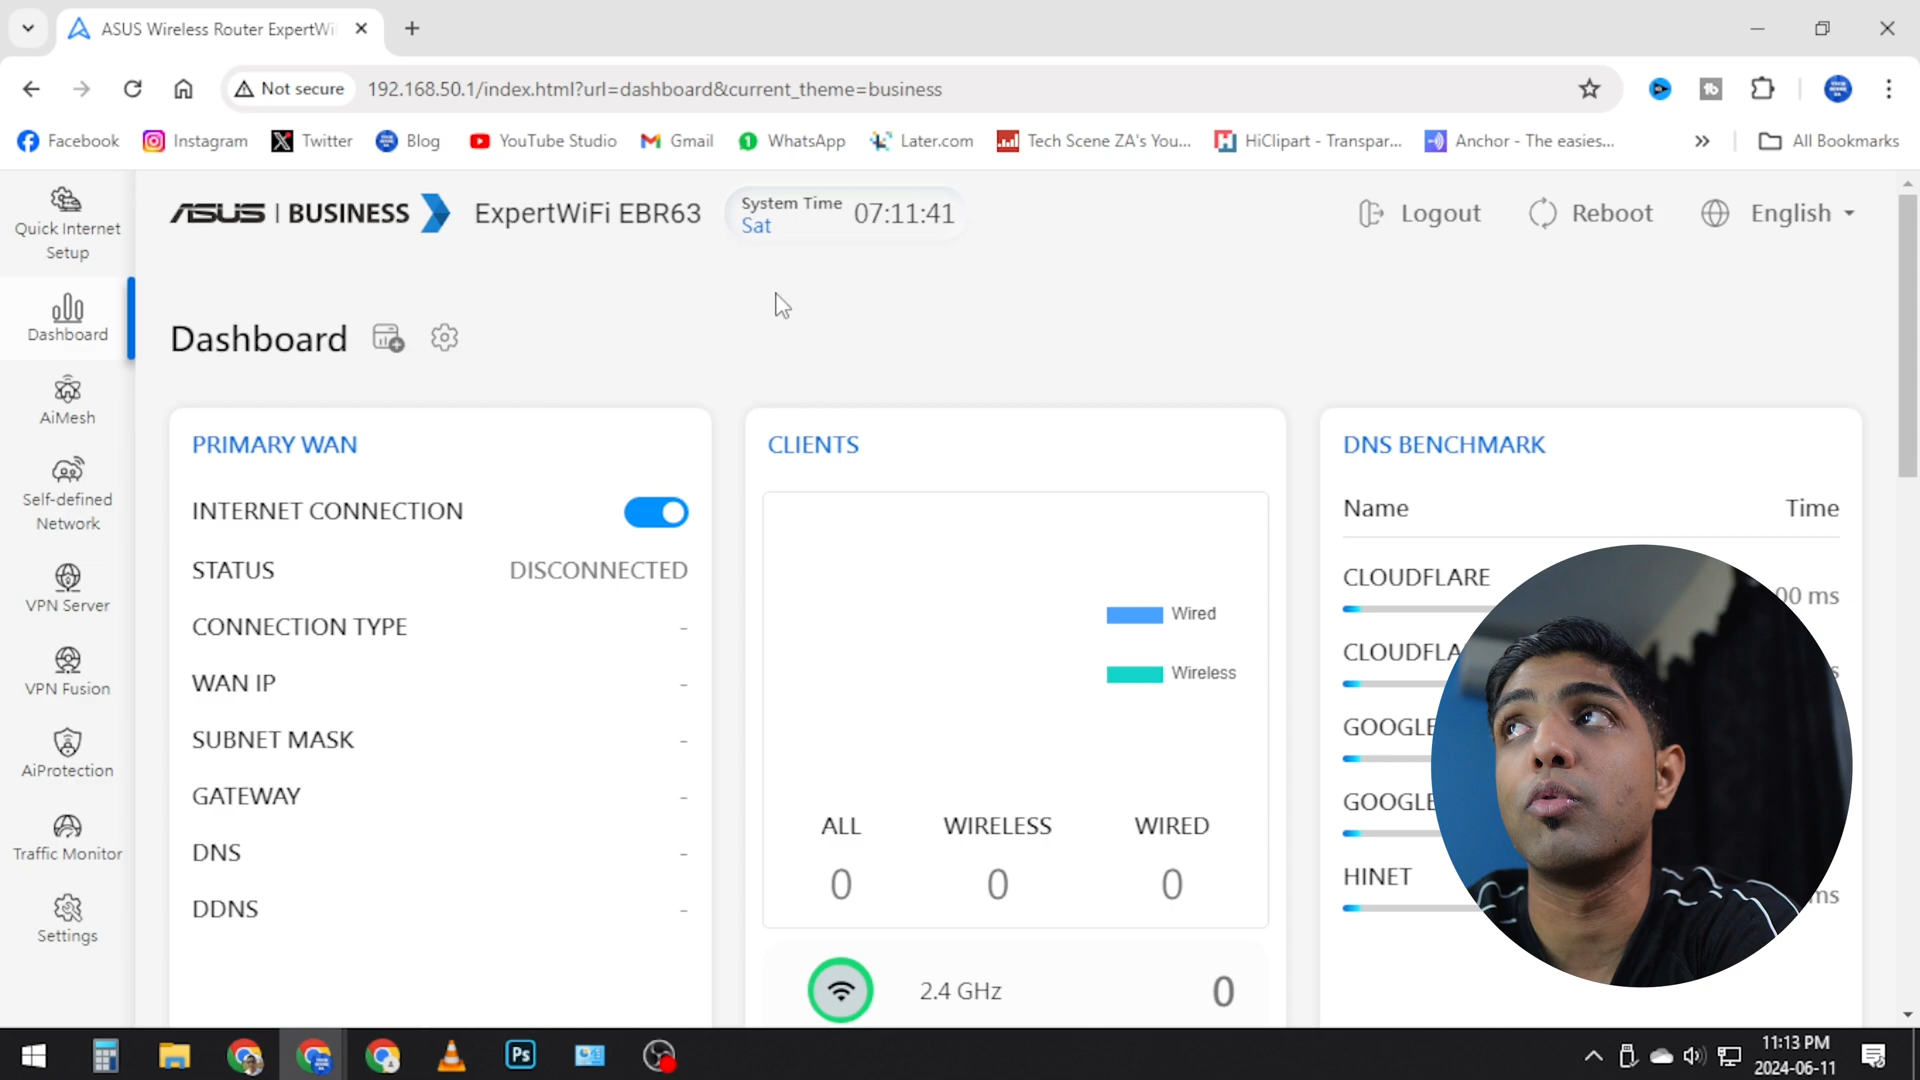 ASUS Wireless Router ExpertWi
Not secure
192.168.50.1/index.html?url=dashboard&current_theme=business
Facebook
Instagram
Twitter
Blog
YouTube Studio
Gmail
WhatsApp
Later.com
Tech Scene ZA's You...
HiClipart - Transpar...
Anchor - The easies...
All Bookmarks
Quick Internet
Setup
Dashboard
AiMesh
Self-defined
Network
VPN Server
VPN Fusion
AiProtection
Traffic Monitor
Settings
ASUS | BUSINESS
ExpertWiFi EBR63
System Time
Sat
07:11:41
Logout
Reboot
English
Dashboard
PRIMARY WAN
INTERNET CONNECTION
STATUS DISCONNECTED
CONNECTION TYPE -
WAN IP -
SUBNET MASK -
GATEWAY -
DNS -
DDNS -
CLIENTS
Wired
Wireless
ALL WIRELESS WIRED
0 0 0
2.4 GHz 0
DNS BENCHMARK
Name Time
CLOUDFLARE
00 ms
CLOUDFLA
GOOGLE
GOOGLE
HINET
ms
Ps
11:13 PM
2024-06-11